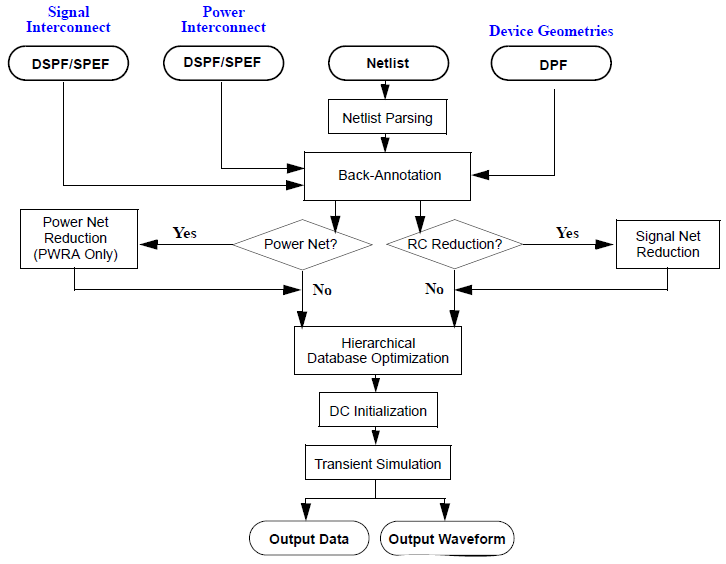 Signal
Interconnect
Power
Interconnect
Device Geometries
DSPF/SPEF
DSPF/SPEF
Netlist
DPF
Netlist Parsing
Back-Annotation
Power Net
Reduction
(PWRA Only)
Yes
Power Net?
RC Reduction?
Yes
Signal Net
Reduction
No
No
Hierarchical
Database Optimization
DC Initialization
Transient Simulation
Output Data
Output Waveform